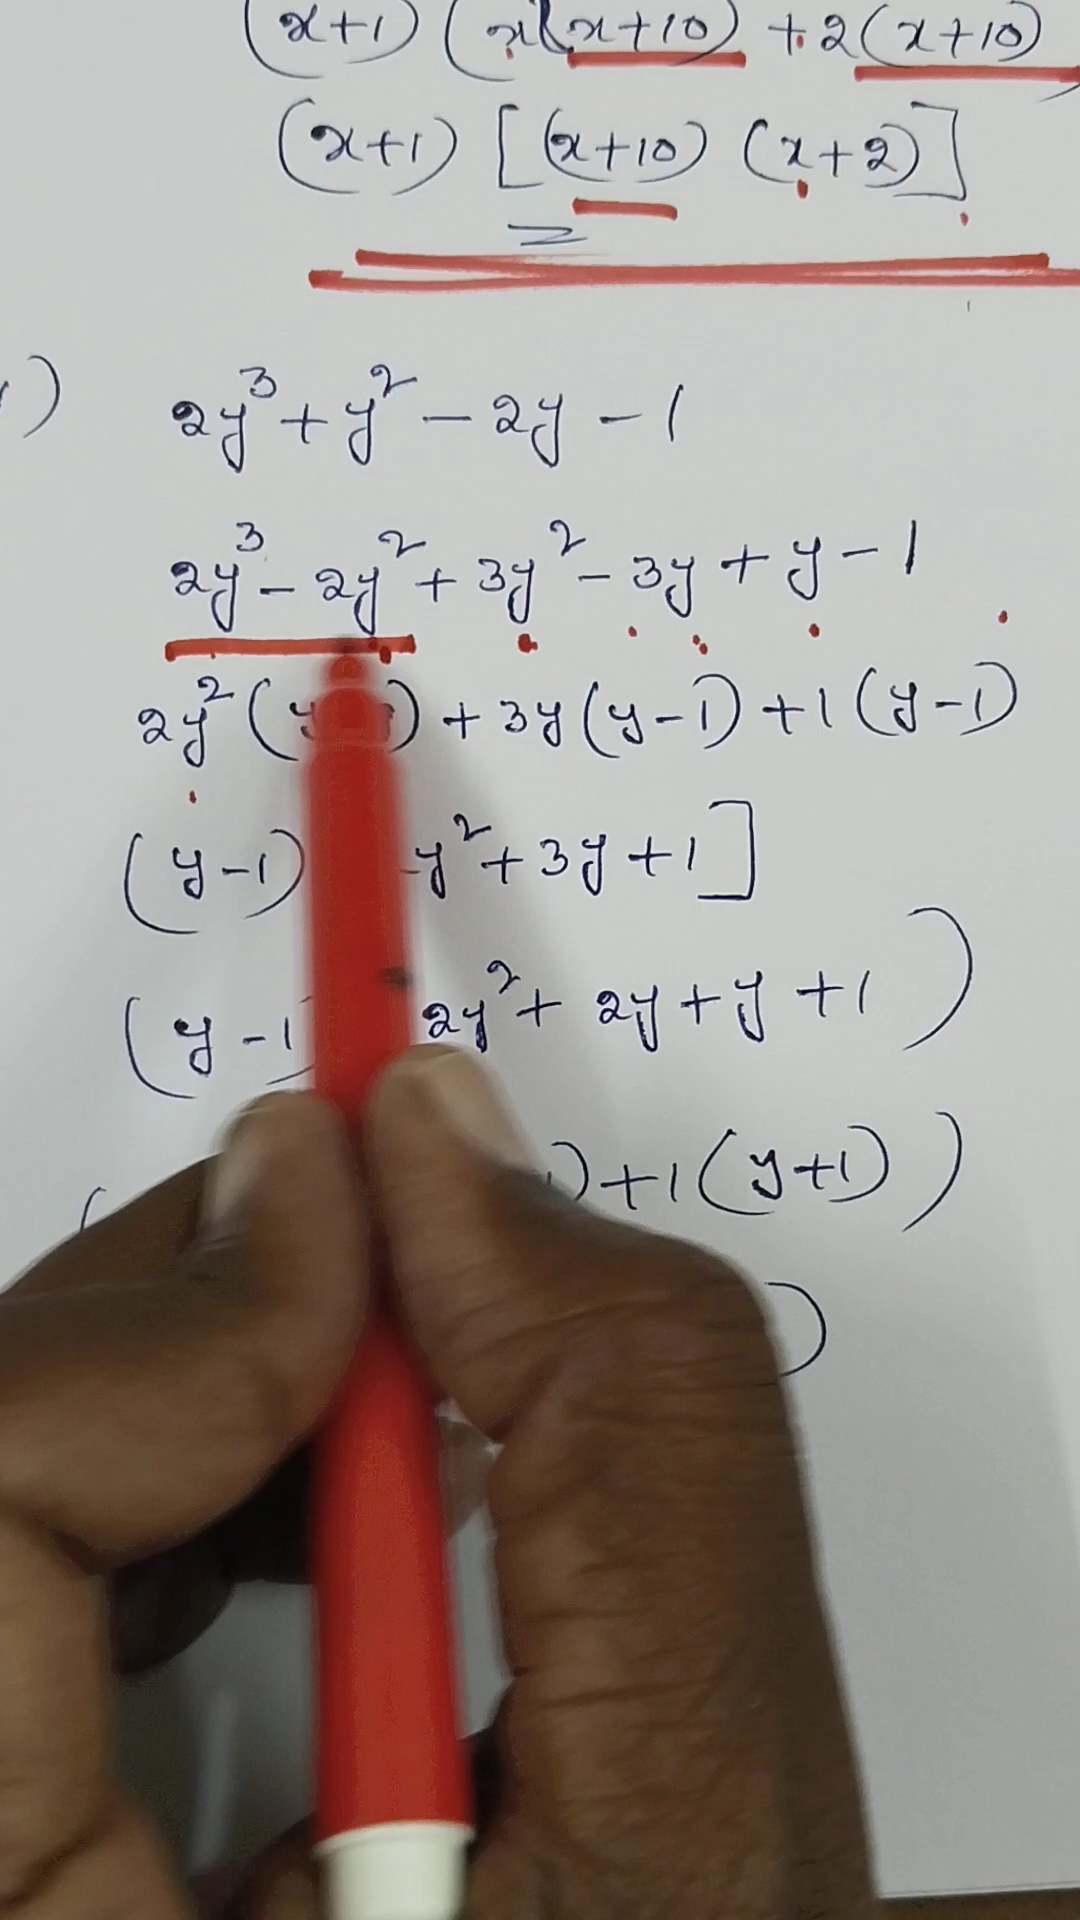 (x+1) (x(x+10) + 2(x+10)
(x+1) [(x+10) (x+2)]
) 2y³ + y² - 2y - 1
2y³ - 2y² + 3y² - 3y + y - 1
2y² (y ) + 3y (y-1) + 1 (y-1)
(y-1) y² + 3y + 1]
(y-1 2y² + 2y + y + 1)
( ) + 1 (y+1) )
)